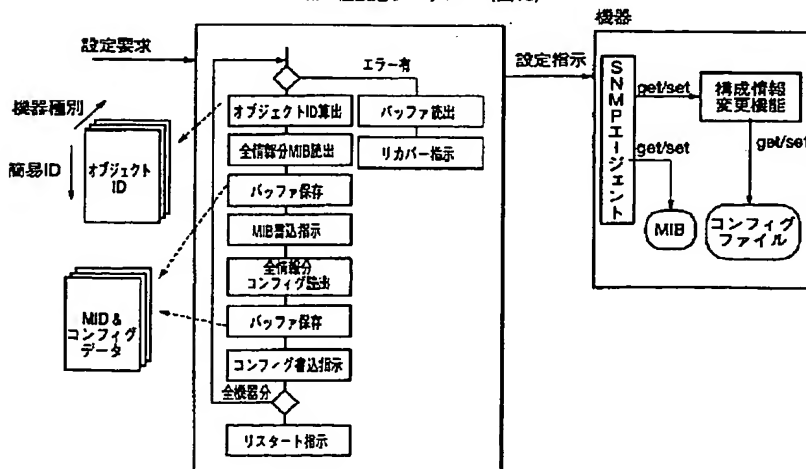 機器
設定要求
エラー有
設定指示
機器種別
簡易ID
オブジェクト
ID
オブジェクトID算出
全情報分MIB読出
バッファ保存
MIB書込指示
全情報分
コンフィグ読出
バッファ保存
コンフィグ書込指示
全機器分
リスタート指示
バッファ読出
リカバー指示
MID &
コンフィグ
データ
SNMPエージェント
get/set
構成情報
変更機能
get/set
get/set
MIB
コンフィグ
ファイル